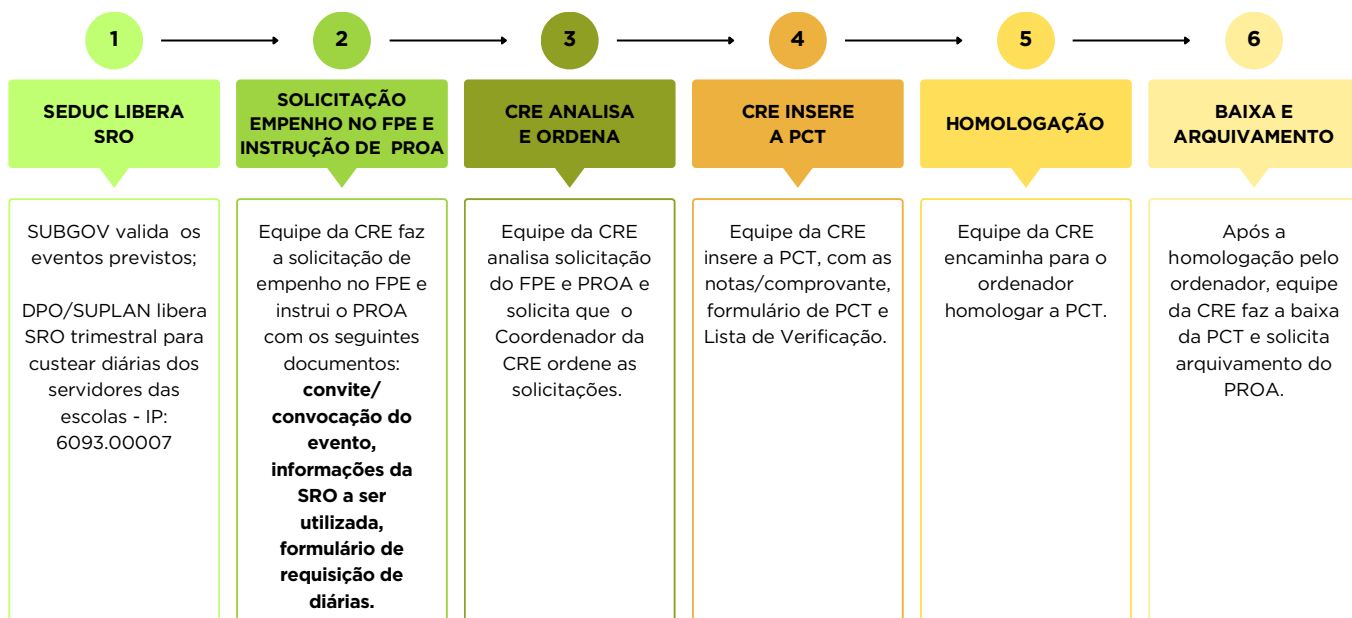 1
2
3
4
5
6
SEDUC LIBERA
SRO
SOLICITAÇÃO
EMPENHO NO FPE E
INSTRUÇÃO DE PROA
CRE ANALISA
E ORDENA
CRE INSERE
A PCT
HOMOLOGAÇÃO
BAIXA E
ARQUIVAMENTO
SUBGOV valida os
eventos previstos;
DPO/SUPLAN libera
SRO trimestral para
custear diárias dos
servidores das
escolas - IP:
6093.00007
Equipe da CRE faz
a solicitação de
empenho no FPE e
instrui o PROA
com os seguintes
documentos:
convite/
convocação do
evento,
informações da
SRO a ser
utilizada,
formulário de
requisição de
diárias.
Equipe da CRE
analisa solicitação
do FPE e PROA e
solicita que o
Coordenador da
CRE ordene as
solicitações.
Equipe da CRE
insere a PCT, com as
notas/comprovante,
formulário de PCT e
Lista de Verificação.
Equipe da CRE
encaminha para o
ordenador
homologar a PCT.
Após a
homologação pelo
ordenador, equipe
da CRE faz a baixa
da PCT e solicita
arquivamento do
PROA.